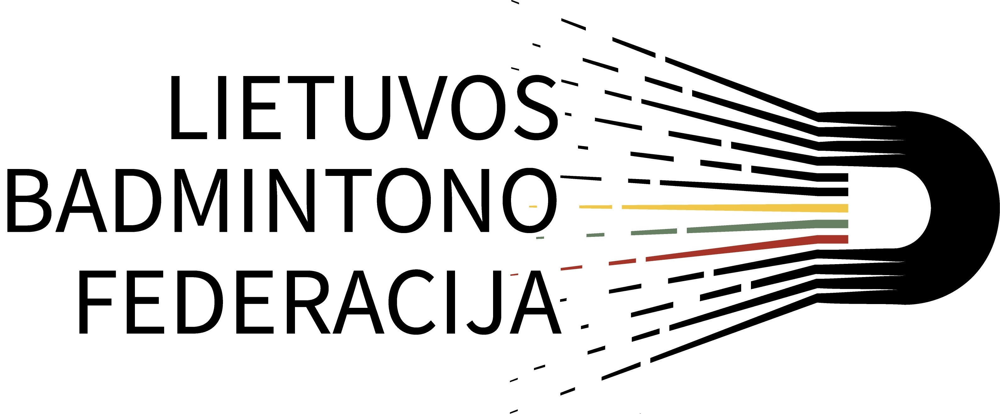 LIETUVOS
BADMINTONO
FEDERACIJA